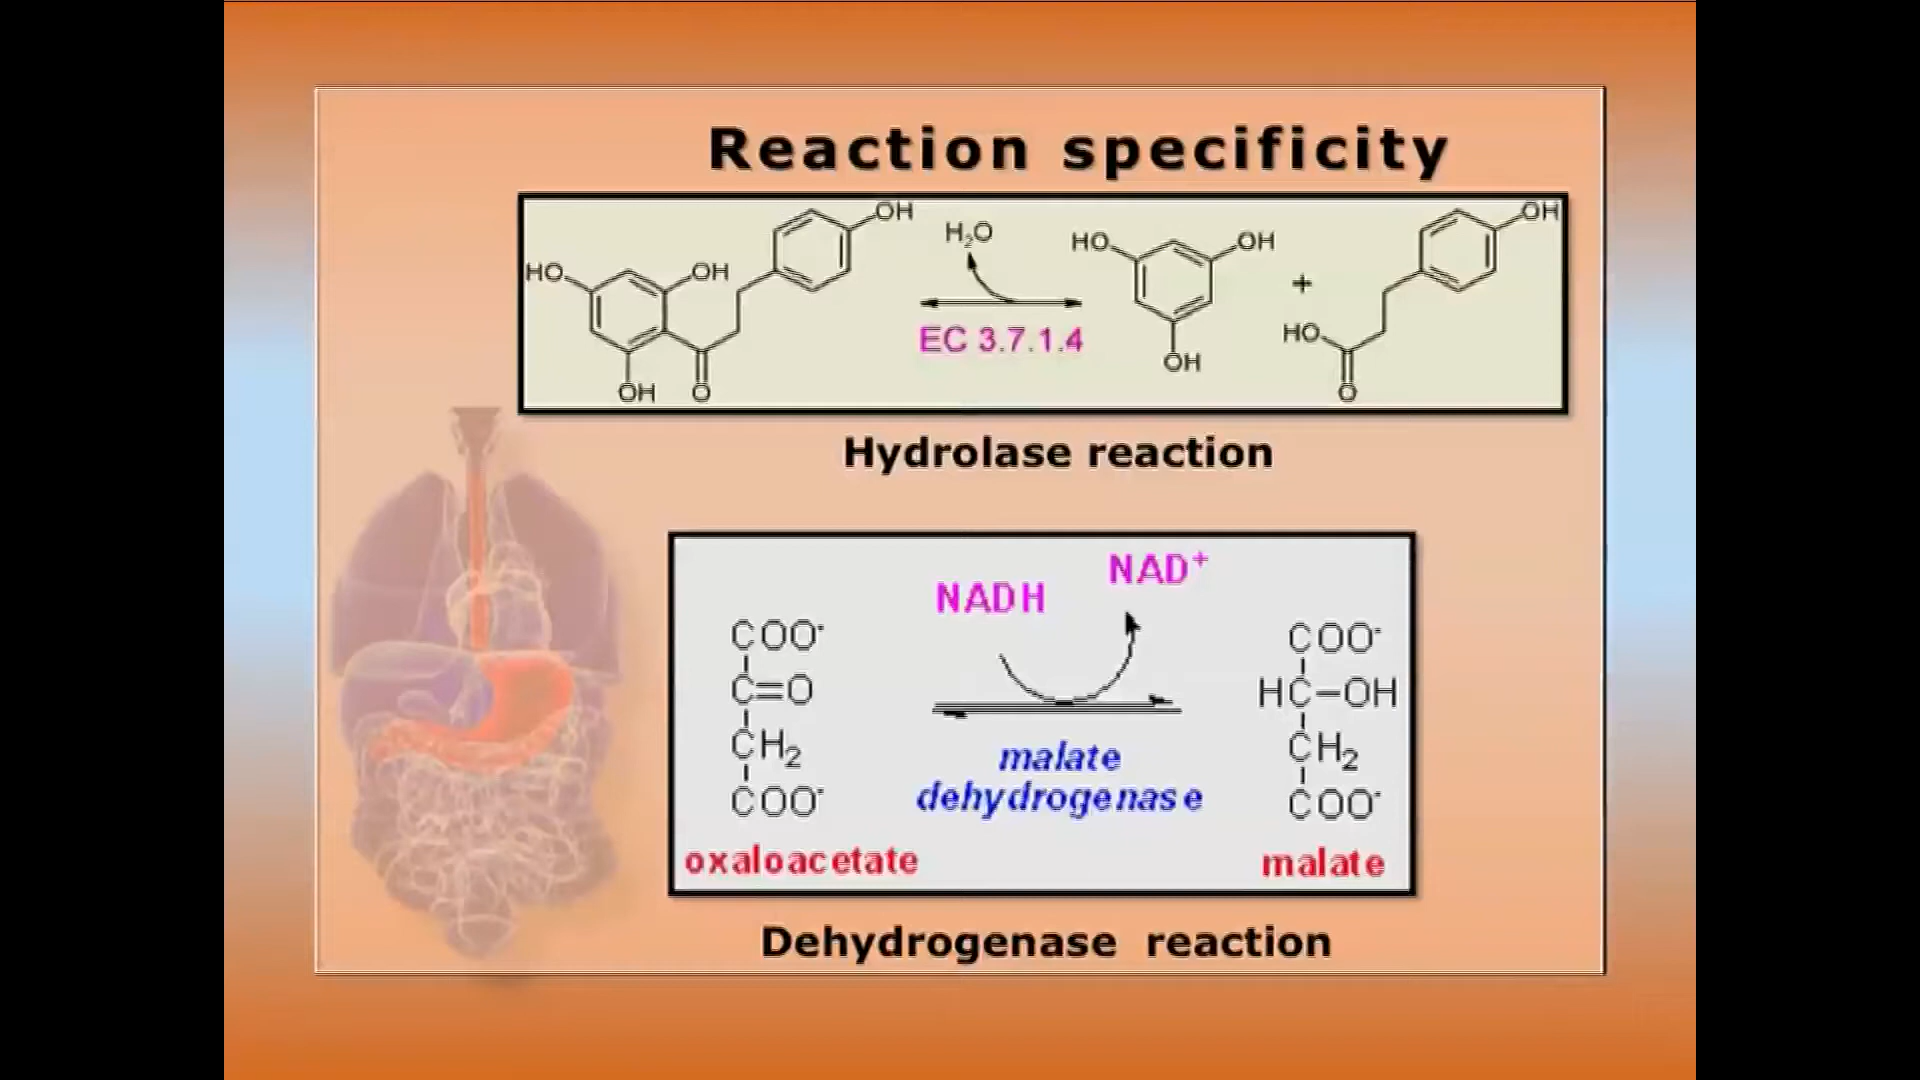 Reaction specificity
OH
H₂O
HO
OH
OH
HO
OH
+
EC 3.7.1.4
HO
OH
OH
O
O
Hydrolase reaction
NADH
NAD⁺
COO⁻
C=O
CH₂
COO⁻
malate
dehydrogenase
COO⁻
HC–OH
CH₂
COO⁻
oxaloacetate
malate
Dehydrogenase reaction